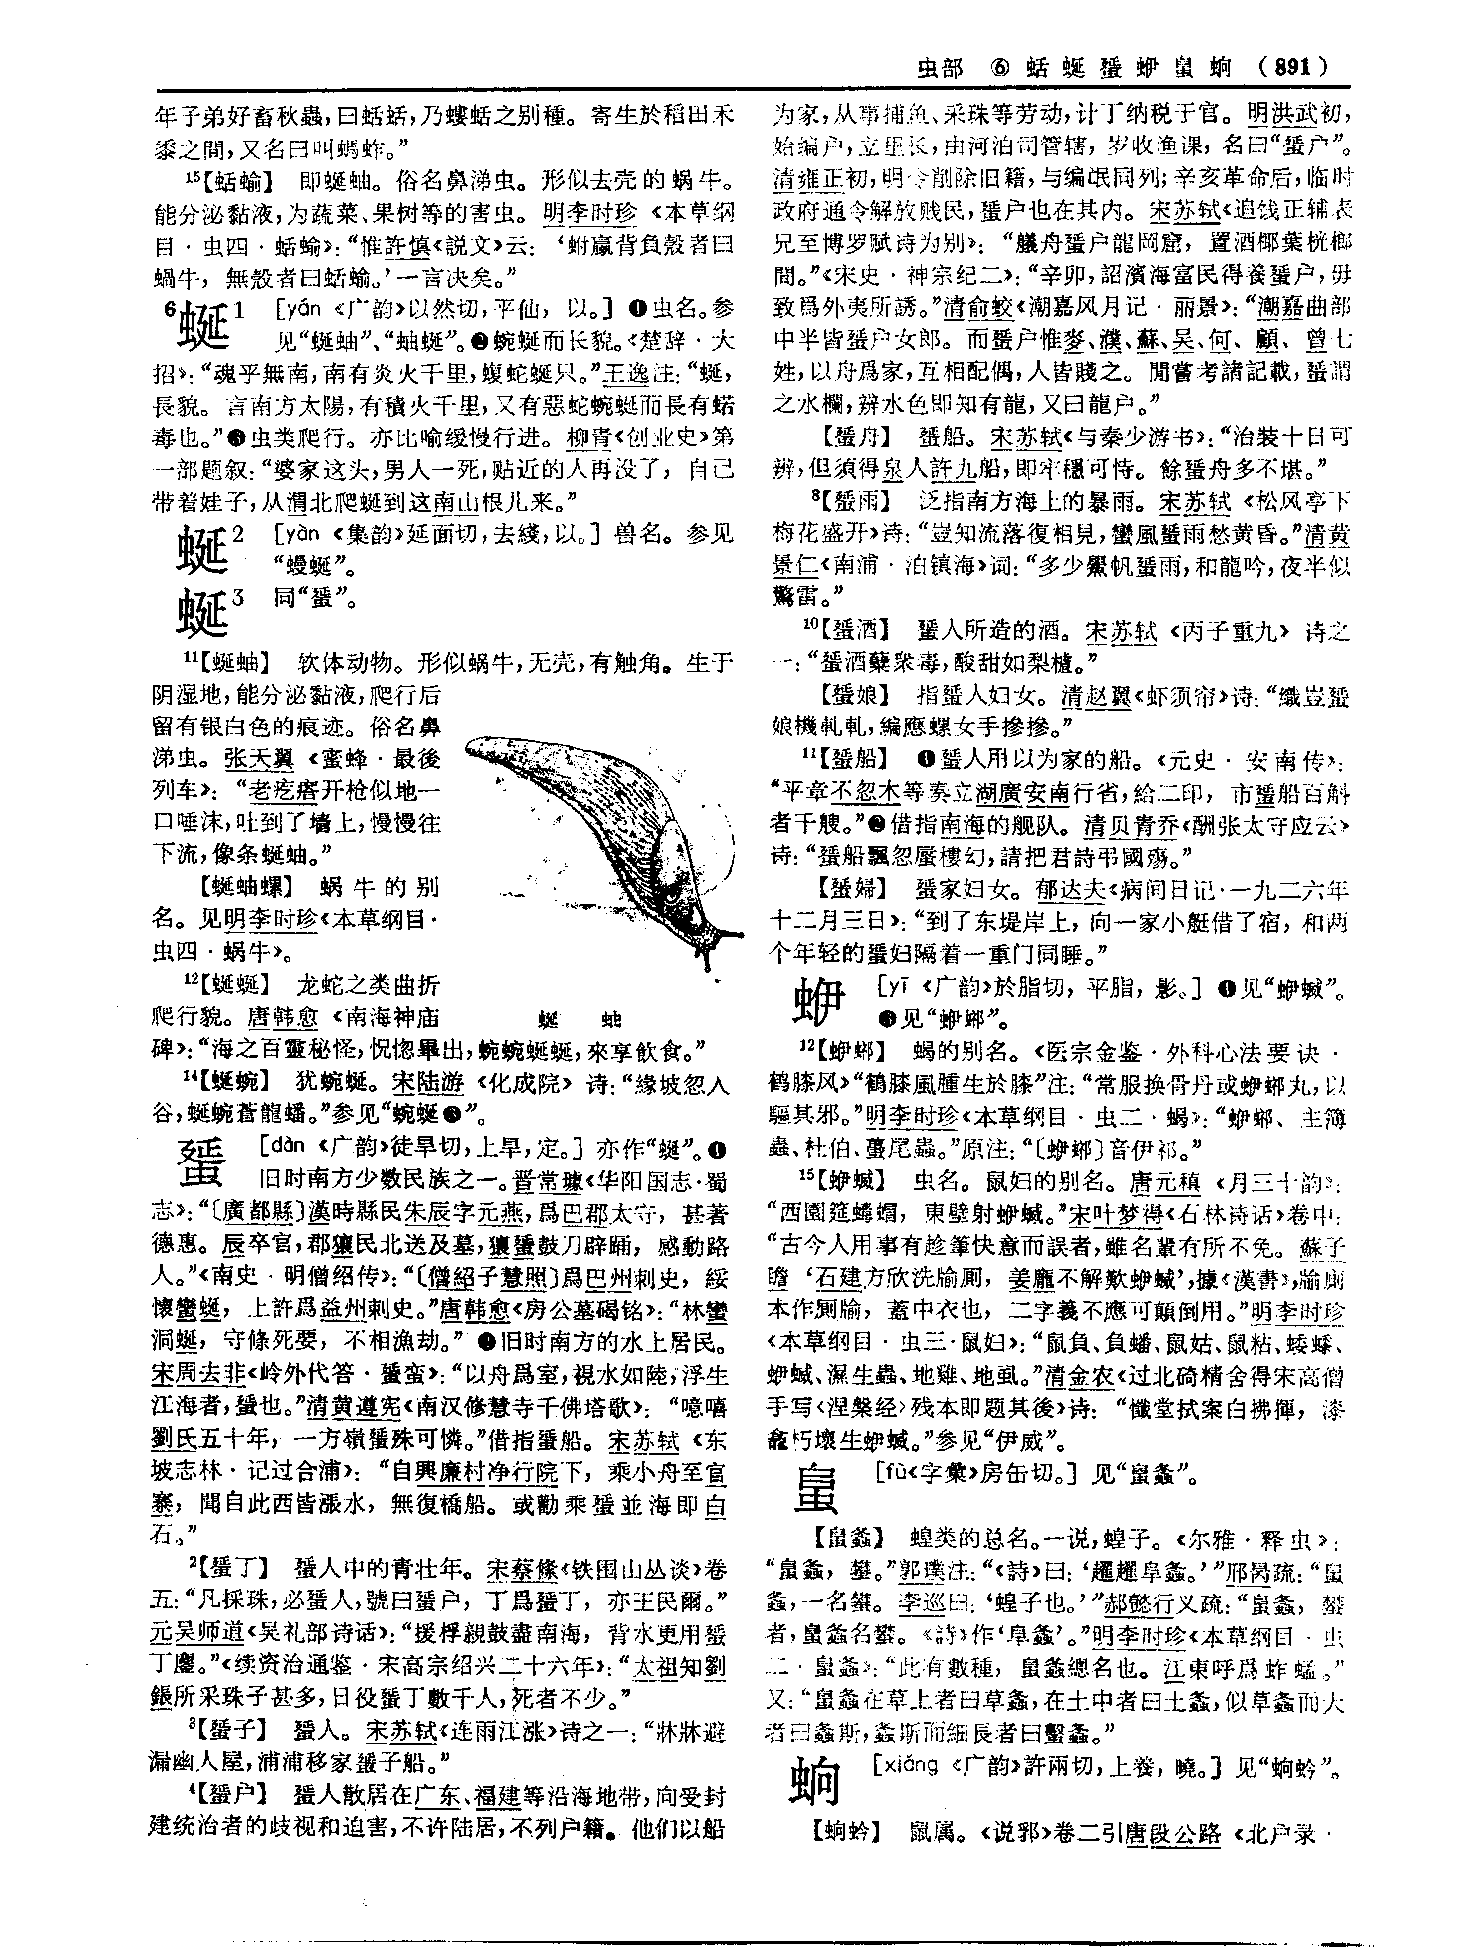 虫部 ⑥ 蛞蜒蜑蛜蛗蚼 (891)
年子弟好畜秋蟲，曰蛞蛞，乃螻蛞之别種。寄生於稻田禾
黍之間，又名曰叫螞蚱。”
¹⁵【蛞蝓】 即蜒蚰。俗名鼻涕虫。形似去壳的蜗牛。
能分泌黏液，为蔬菜、果树等的害虫。明李时珍《本草纲
目·虫四·蛞蝓》：“惟許慎《説文》云：‘蚹蠃背負殼者曰
蝸牛，無殼者曰蛞蝓。’一言决矣。”
⁶蜒¹ [yán 《广韵》以然切，平仙，以。] ❶虫名。参
见“蜒蚰”、“蚰蜒”。❷蜿蜒而长貌。《楚辞·大
招》：“魂乎無南，南有炎火千里，蝮蛇蜒只。”王逸注：“蜒，
長貌。言南方太陽，有積火千里，又有惡蛇蜿蜒而長有蠚
毒也。”❸虫类爬行。亦比喻缓慢行进。柳青《创业史》第
一部题叙：“婆家这头，男人一死，贴近的人再没了，自己
带着娃子，从渭北爬蜒到这南山根儿来。”
蜒² [yàn 《集韵》延面切，去綫，以。] 兽名。参见
“蟃蜒”。
蜒³ 同“蜑”。
¹¹【蜒蚰】 软体动物。形似蜗牛，无壳，有触角。生于
阴湿地，能分泌黏液，爬行后
留有银白色的痕迹。俗名鼻
涕虫。张天翼《蜜蜂·最後
列车》：“老疙瘩开枪似地一
口唾沫，吐到了墙上，慢慢往
下流，像条蜒蚰。”
【蜒蚰螺】 蜗牛的别
名。见明李时珍《本草纲目·
虫四·蜗牛》。
¹²【蜒蜒】 龙蛇之类曲折
爬行貌。唐韩愈《南海神庙
碑》：“海之百靈秘怪，怳惚畢出，蜿蜿蜒蜒，來享飲食。”
蜒 蚰
¹⁴【蜒蜿】 犹蜿蜒。宋陆游《化成院》诗：“緣坡忽入
谷，蜒蜿蒼龍蟠。”参见“蜿蜒❸”。
蜑 [dàn 《广韵》徒旱切，上旱，定。] 亦作“蜒”。❶
旧时南方少数民族之一。晋常璩《华阳国志·蜀
志》：“〔廣都縣〕漢時縣民朱辰字元燕，爲巴郡太守，甚著
德惠。辰卒官，郡獽民北送及墓，獽蜑鼓刀辟踊，感動路
人。”《南史·明僧绍传》：“〔僧紹子慧照〕爲巴州刺史，綏
懷蠻蜒，上許爲益州刺史。”唐韩愈《房公墓碣铭》：“林蠻
洞蜒，守條死要，不相漁劫。”❷旧时南方的水上居民。
宋周去非《岭外代答·蜑蛮》：“以舟爲室，視水如陸，浮生
江海者，蜑也。”清黄遵宪《南汉修慧寺千佛塔歌》：“噫嘻
劉氏五十年，一方嶺蜑殊可憐。”借指蜑船。宋苏轼《东
坡志林·记过合浦》：“自興廉村净行院下，乘小舟至官
寨，聞自此西皆漲水，無復橋船。或勸乘蜑並海即白
石。”
²【蜑丁】 蜑人中的青壮年。宋蔡絛《铁围山丛谈》卷
五：“凡採珠，必蜑人，號曰蜑户，丁爲蜑丁，亦王民爾。”
元吴师道《吴礼部诗话》：“援桴親鼓盡南海，背水更用蜑
丁鏖。”《续资治通鉴·宋高宗绍兴二十六年》：“太祖知劉
鋹所采珠子甚多，日役蜑丁數千人，死者不少。”
³【蜑子】 蜑人。宋苏轼《连雨江涨》诗之一：“牀牀避
漏幽人屋，浦浦移家蜑子船。”
⁴【蜑户】 蜑人散居在广东、福建等沿海地带，向受封
建统治者的歧视和迫害，不许陆居，不列户籍。他们以船
为家，从事捕鱼、采珠等劳动，计丁纳税于官。明洪武初，
始编户，立里长，由河泊司管辖，岁收渔课，名曰“蜑户”。
清雍正初，明令削除旧籍，与编氓同列；辛亥革命后，临时
政府通令解放贱民，蜑户也在其内。宋苏轼《追饯正辅表
兄至博罗赋诗为别》：“艤舟蜑户龍岡窟，置酒椰葉桄榔
間。”《宋史·神宗纪二》：“辛卯，詔濱海富民得養蜑户，毋
致爲外夷所誘。”清俞蛟《潮嘉风月记·丽景》：“潮嘉曲部
中半皆蜑户女郎。而蜑户惟麥、濮、蘇、吴、何、顧、曾七
姓，以舟爲家，互相配偶，人皆賤之。閒嘗考諸記載，蜑謂
之水欄，辨水色即知有龍，又曰龍户。”
【蜑舟】 蜑船。宋苏轼《与秦少游书》：“治裝十日可
辨，但須得泉人許九船，即牢穩可恃。餘蜑舟多不堪。”
⁸【蜑雨】 泛指南方海上的暴雨。宋苏轼《松风亭下
梅花盛开》诗：“豈知流落復相見，蠻風蜑雨愁黄昏。”清黄
景仁《南浦·泊镇海》词：“多少蠻帆蜑雨，和龍吟，夜半似
驚雷。”
¹⁰【蜑酒】 蜑人所造的酒。宋苏轼《丙子重九》诗之
一：“蜑酒糵衆毒，酸甜如梨楂。”
【蜑娘】 指蜑人妇女。清赵翼《虾须帘》诗：“織豈蜑
娘機軋軋，編應螺女手摻摻。”
¹¹【蜑船】 ❶蜑人用以为家的船。《元史·安南传》：
“平章不忽木等奏立湖廣安南行省，給二印，市蜑船百斛
者千艘。”❷借指南海的舰队。清贝青乔《酬张太守应云》
诗：“蜑船飄忽蜃樓幻，請把君詩弔國殤。”
【蜑婦】 蜑家妇女。郁达夫《病闲日记·一九二六年
十二月三日》：“到了东堤岸上，向一家小艇借了宿，和两
个年轻的蜑妇隔着一重门同睡。”
蛜 [yī 《广韵》於脂切，平脂，影。] ❶见“蛜蝛”。
❷见“蛜䗁”。
¹²【蛜䗁】 蝎的别名。《医宗金鉴·外科心法要诀·
鹤膝风》“鶴膝風腫生於膝”注：“常服换骨丹或蛜䗁丸，以
驅其邪。”明李时珍《本草纲目·虫二·蝎》：“蛜䗁、主簿
蟲、杜伯、蠆尾蟲。”原注：“〔蛜䗁〕音伊祁。”
¹⁵【蛜蝛】 虫名。鼠妇的别名。唐元稹《月三十韵》：
“西園筵蟕蝐，東壁射蛜蝛。”宋叶梦得《石林诗话》卷中：
“古今人用事有趁筆快意而誤者，雖名輩有所不免。蘇子
瞻‘石建方欣洗牏厠，姜龐不解歎蛜蝛’，據《漢書》，牏厠
本作厠牏，蓋中衣也，二字義不應可顛倒用。”明李时珍
《本草纲目·虫三·鼠妇》：“鼠負、負蟠、鼠姑、鼠粘、蜲𧑓、
蛜蝛、濕生蟲、地雞、地虱。”清金农《过北碕精舍得宋高僧
手写《涅槃经》残本即题其後》诗：“懺堂拭案白拂揮，漆
龕朽壞生蛜蝛。”参见“伊威”。
蛗 [fù《字彙》房缶切。] 见“蛗螽”。
【蛗螽】 蝗类的总名。一说，蝗子。《尔雅·释虫》：
“蛗螽，蠜。”郭璞注：“《詩》曰：‘趯趯阜螽。’”邢昺疏：“蛗
螽，一名蠜。李巡曰：‘蝗子也。’”郝懿行义疏：“蛗螽，蠜
者，蛗螽名蠜。《詩》作‘阜螽’。”明李时珍《本草纲目·虫
二·蛗螽》：“此有數種，蛗螽總名也。江東呼爲蚱蜢。”
又：“蛗螽在草上者曰草螽，在土中者曰土螽，似草螽而大
者曰螽斯，螽斯而細長者曰蟿螽。”
蚼 [xiǎng 《广韵》許兩切，上養，曉。] 见“蚼蛉”。
【蚼蛉】 鼠属。《说郛》卷二引唐段公路《北户录·